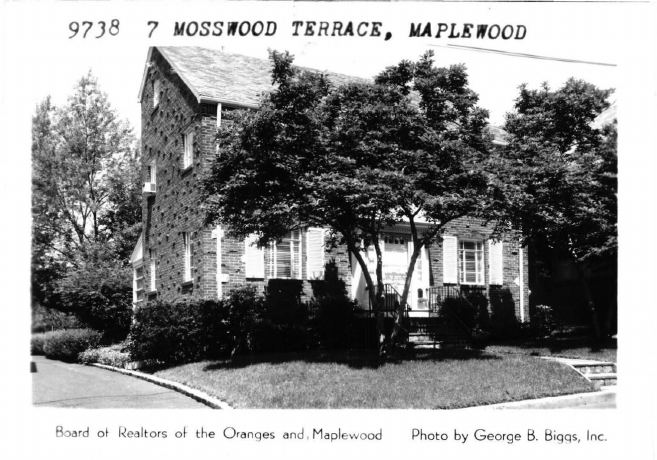 9738 7 MOSSWOOD TERRACE, MAPLEWOOD
Board of Realtors of the Oranges and, Maplewood Photo by George B. Biggs, Inc.